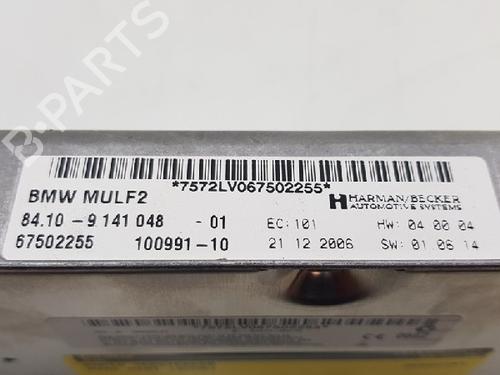 *7572LV067502255*
BMW MULF2
HARMAN/BECKER
AUTOMOTIVE SYSTEMS
84.10 - 9 141 048 - 01
EC: 101
HW: 04 00 04
67502255
100991-10
21 12 2006
SW: 01 06 14
B-PARTS